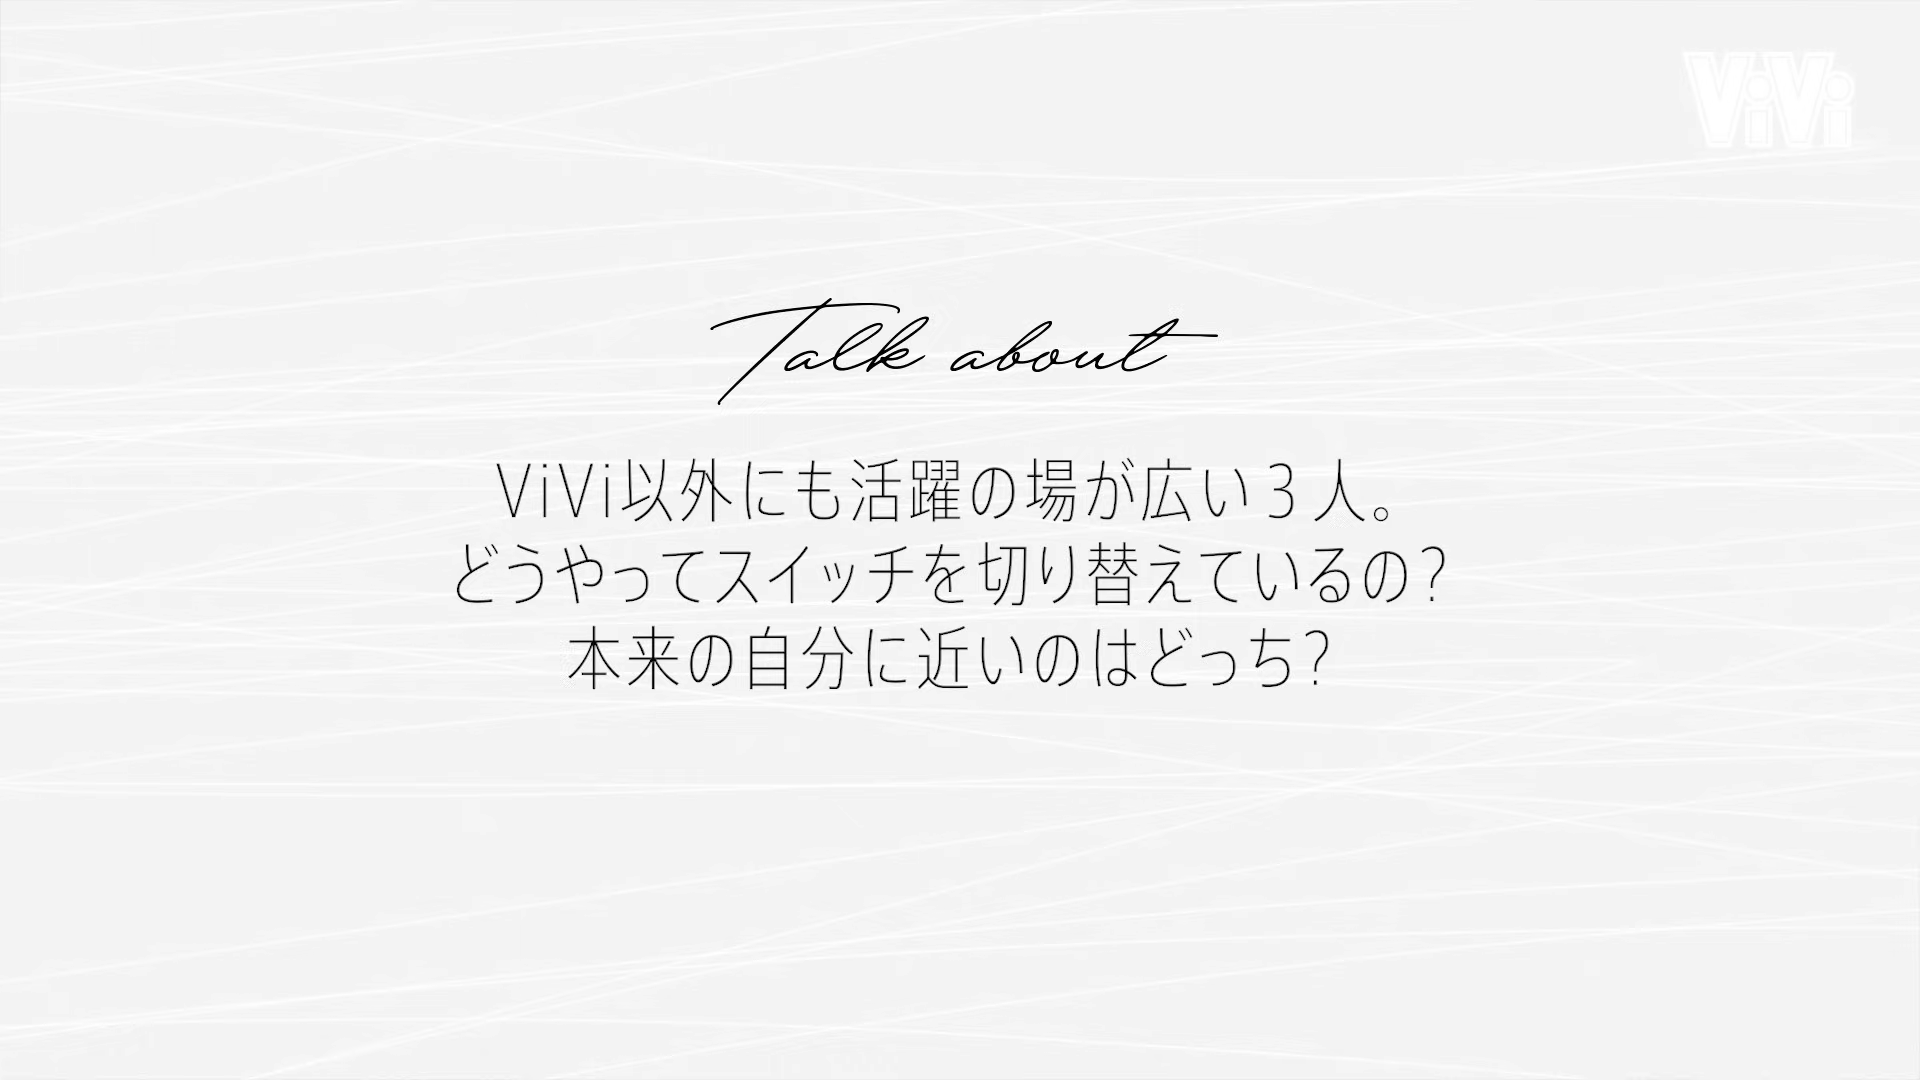 ViVi
Talk about
ViVi以外にも活躍の場が広い３人。
どうやってスイッチを切り替えているの？
本来の自分に近いのはどっち？